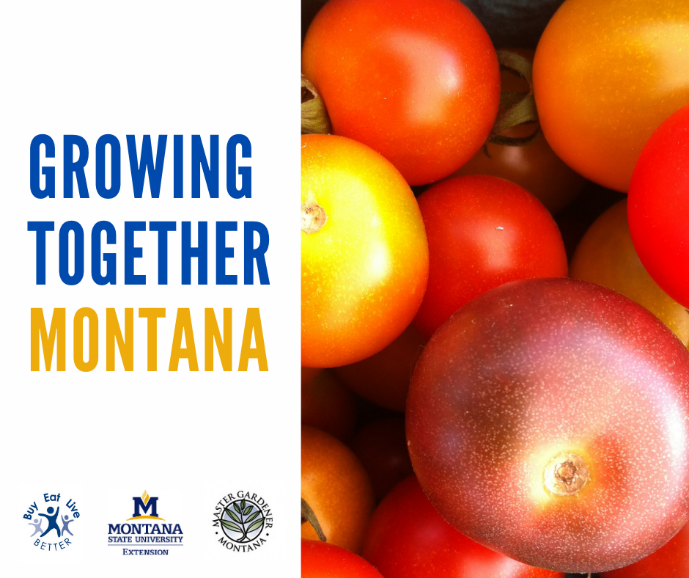 GROWING
TOGETHER
MONTANA
Buy Eat Live
BETTER
M
MONTANA
STATE UNIVERSITY
EXTENSION
MASTER GARDENER
• MONTANA •